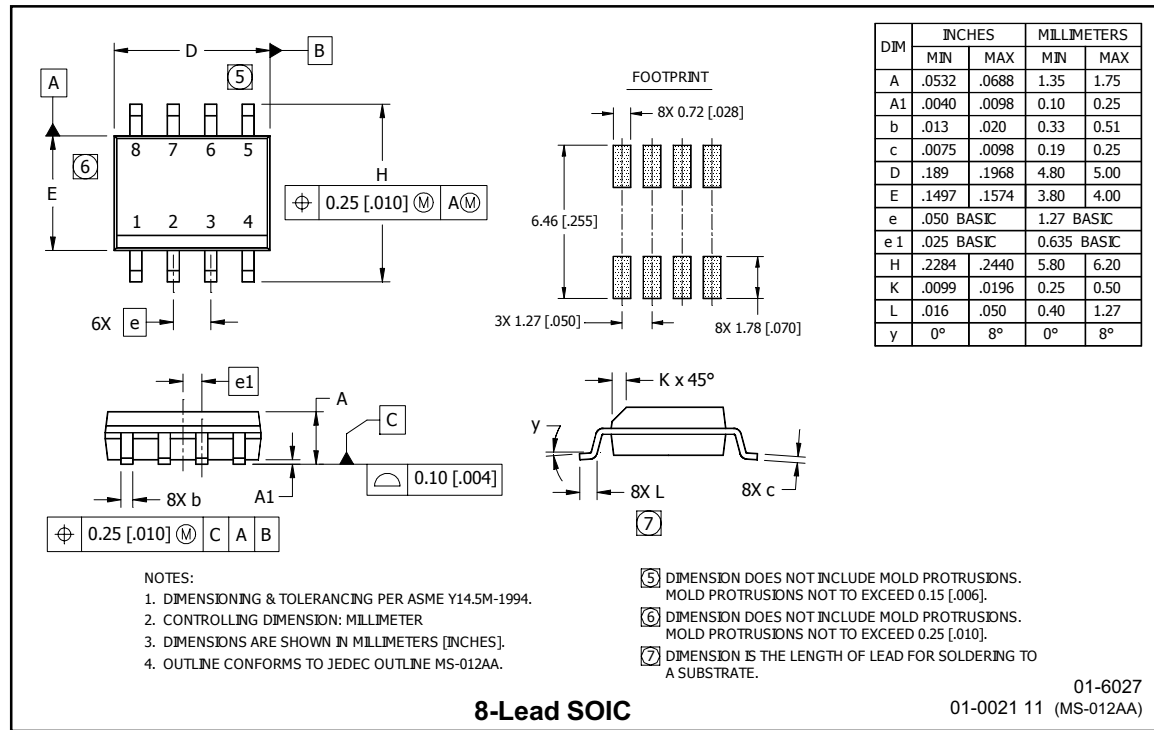 D
B
5
A
8 7 6 5
6
E
H
⌖ 0.25 [.010] Ⓜ AⓂ
1 2 3 4
6X e
FOOTPRINT
8X 0.72 [.028]
6.46 [.255]
3X 1.27 [.050]
8X 1.78 [.070]
DIM INCHES MILLIMETERS
MIN MAX MIN MAX
A .0532 .0688 1.35 1.75
A1 .0040 .0098 0.10 0.25
b .013 .020 0.33 0.51
c .0075 .0098 0.19 0.25
D .189 .1968 4.80 5.00
E .1497 .1574 3.80 4.00
e .050 BASIC 1.27 BASIC
e 1 .025 BASIC 0.635 BASIC
H .2284 .2440 5.80 6.20
K .0099 .0196 0.25 0.50
L .016 .050 0.40 1.27
y 0° 8° 0° 8°
e1
A
C
⌓ 0.10 [.004]
8X b
A1
⌖ 0.25 [.010] Ⓜ C A B
K x 45°
y
8X L
7
8X c
NOTES:
1. DIMENSIONING & TOLERANCING PER ASME Y14.5M-1994.
2. CONTROLLING DIMENSION: MILLIMETER
3. DIMENSIONS ARE SHOWN IN MILLIMETERS [INCHES].
4. OUTLINE CONFORMS TO JEDEC OUTLINE MS-012AA.
5 DIMENSION DOES NOT INCLUDE MOLD PROTRUSIONS.
MOLD PROTRUSIONS NOT TO EXCEED 0.15 [.006].
6 DIMENSION DOES NOT INCLUDE MOLD PROTRUSIONS.
MOLD PROTRUSIONS NOT TO EXCEED 0.25 [.010].
7 DIMENSION IS THE LENGTH OF LEAD FOR SOLDERING TO
A SUBSTRATE.
8-Lead SOIC
01-6027
01-0021 11 (MS-012AA)